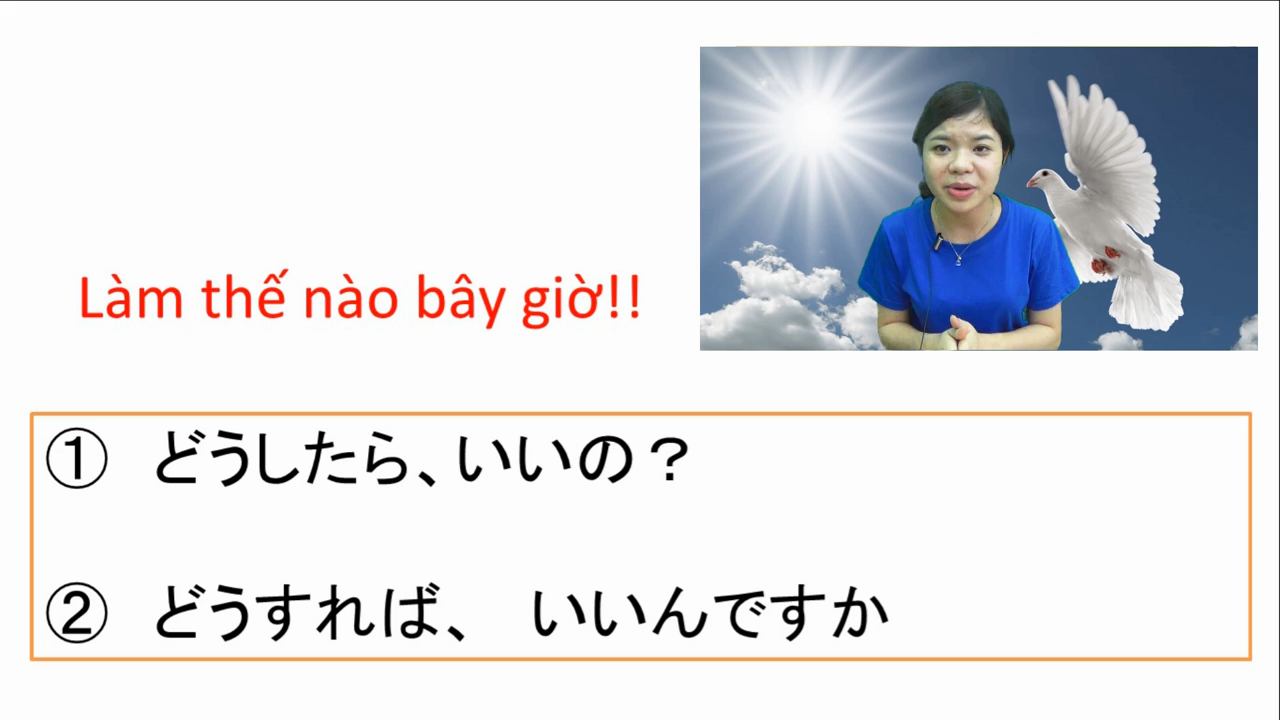 Làm thế nào bây giờ!!
① どうしたら、いいの？
② どうすれば、 いいんですか